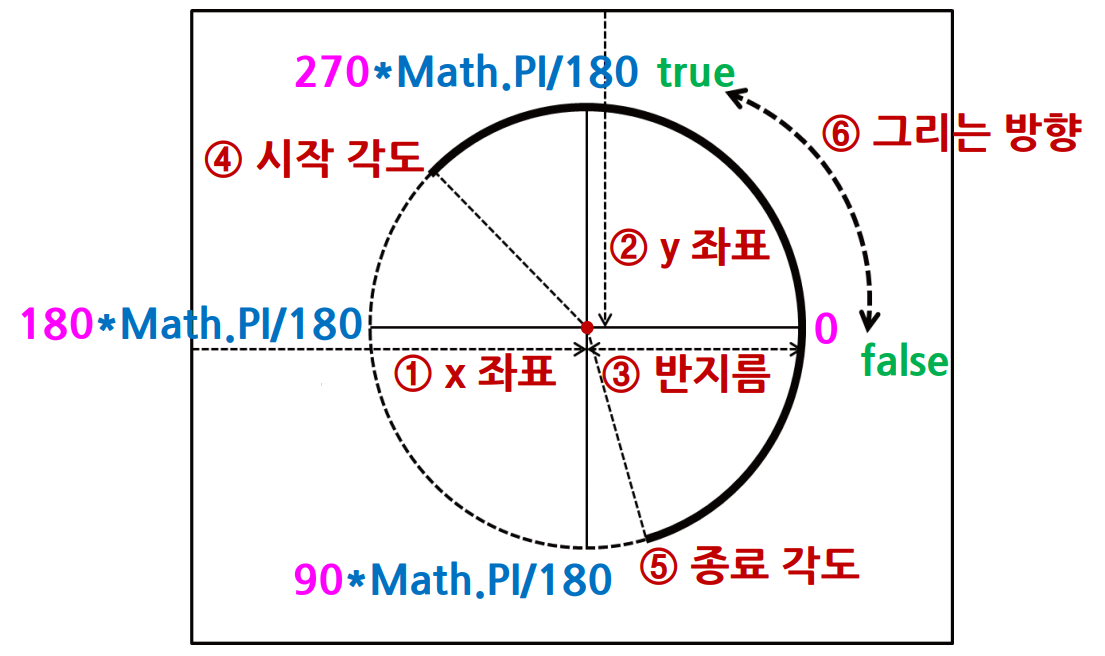 270*Math.PI/180 true
④ 시작 각도
⑥ 그리는 방향
② y 좌표
180*Math.PI/180
0
① x 좌표
③ 반지름
false
⑤ 종료 각도
90*Math.PI/180